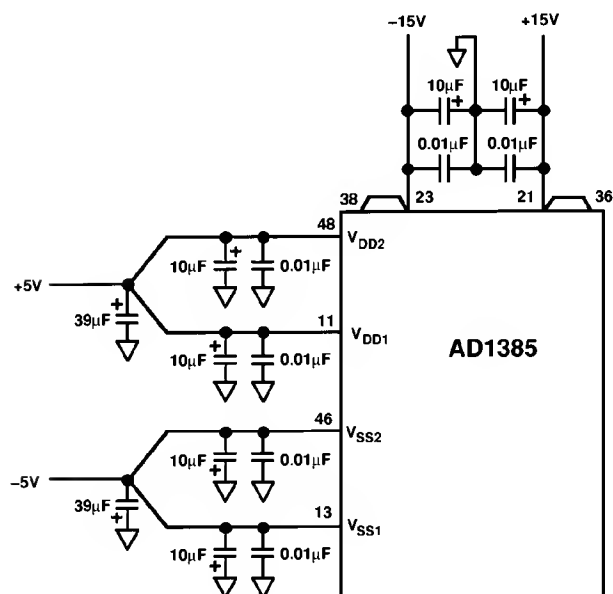 –15V +15V
10µF + 10µF +
0.01µF 0.01µF
38 23 21 36
48 VDD2
10µF + 0.01µF
+5V
39µF +
11 VDD1
10µF + 0.01µF
AD1385
46 VSS2
10µF + 0.01µF
–5V
39µF +
13 VSS1
10µF + 0.01µF